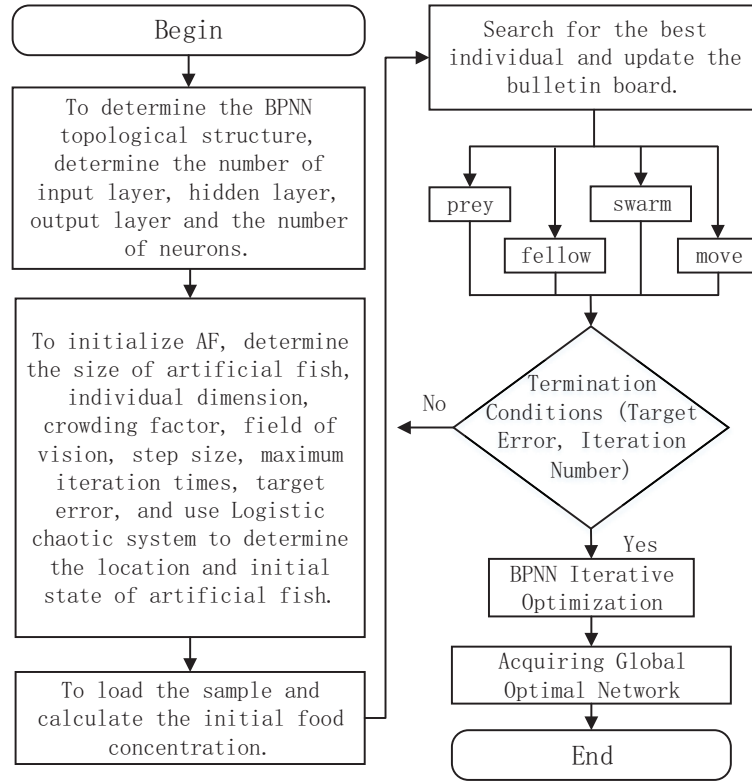 Begin
To determine the BPNN
topological structure,
determine the number of
input layer, hidden layer,
output layer and the number
of neurons.
To initialize AF, determine
the size of artificial fish,
individual dimension,
crowding factor, field of
vision, step size, maximum
iteration times, target
error, and use Logistic
chaotic system to determine
the location and initial
state of artificial fish.
To load the sample and
calculate the initial food
concentration.
Search for the best
individual and update the
bulletin board.
prey
swarm
fellow
move
Termination
Conditions (Target
Error, Iteration
Number)
No
Yes
BPNN Iterative
Optimization
Acquiring Global
Optimal Network
End